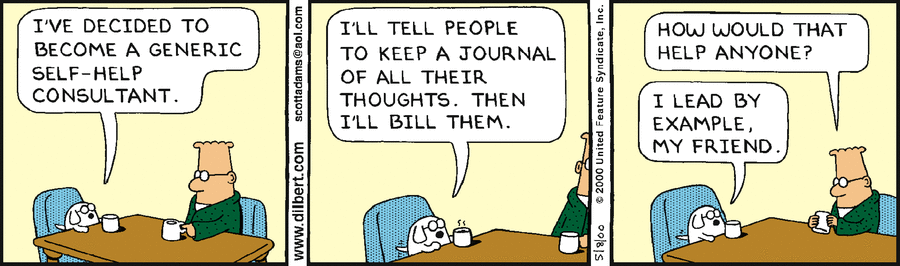 I'VE DECIDED TO
BECOME A GENERIC
SELF-HELP
CONSULTANT.
www.dilbert.com scottadams@aol.com
I'LL TELL PEOPLE
TO KEEP A JOURNAL
OF ALL THEIR
THOUGHTS. THEN
I'LL BILL THEM.
5/8/00 © 2000 United Feature Syndicate, Inc.
HOW WOULD THAT
HELP ANYONE?
I LEAD BY
EXAMPLE,
MY FRIEND.